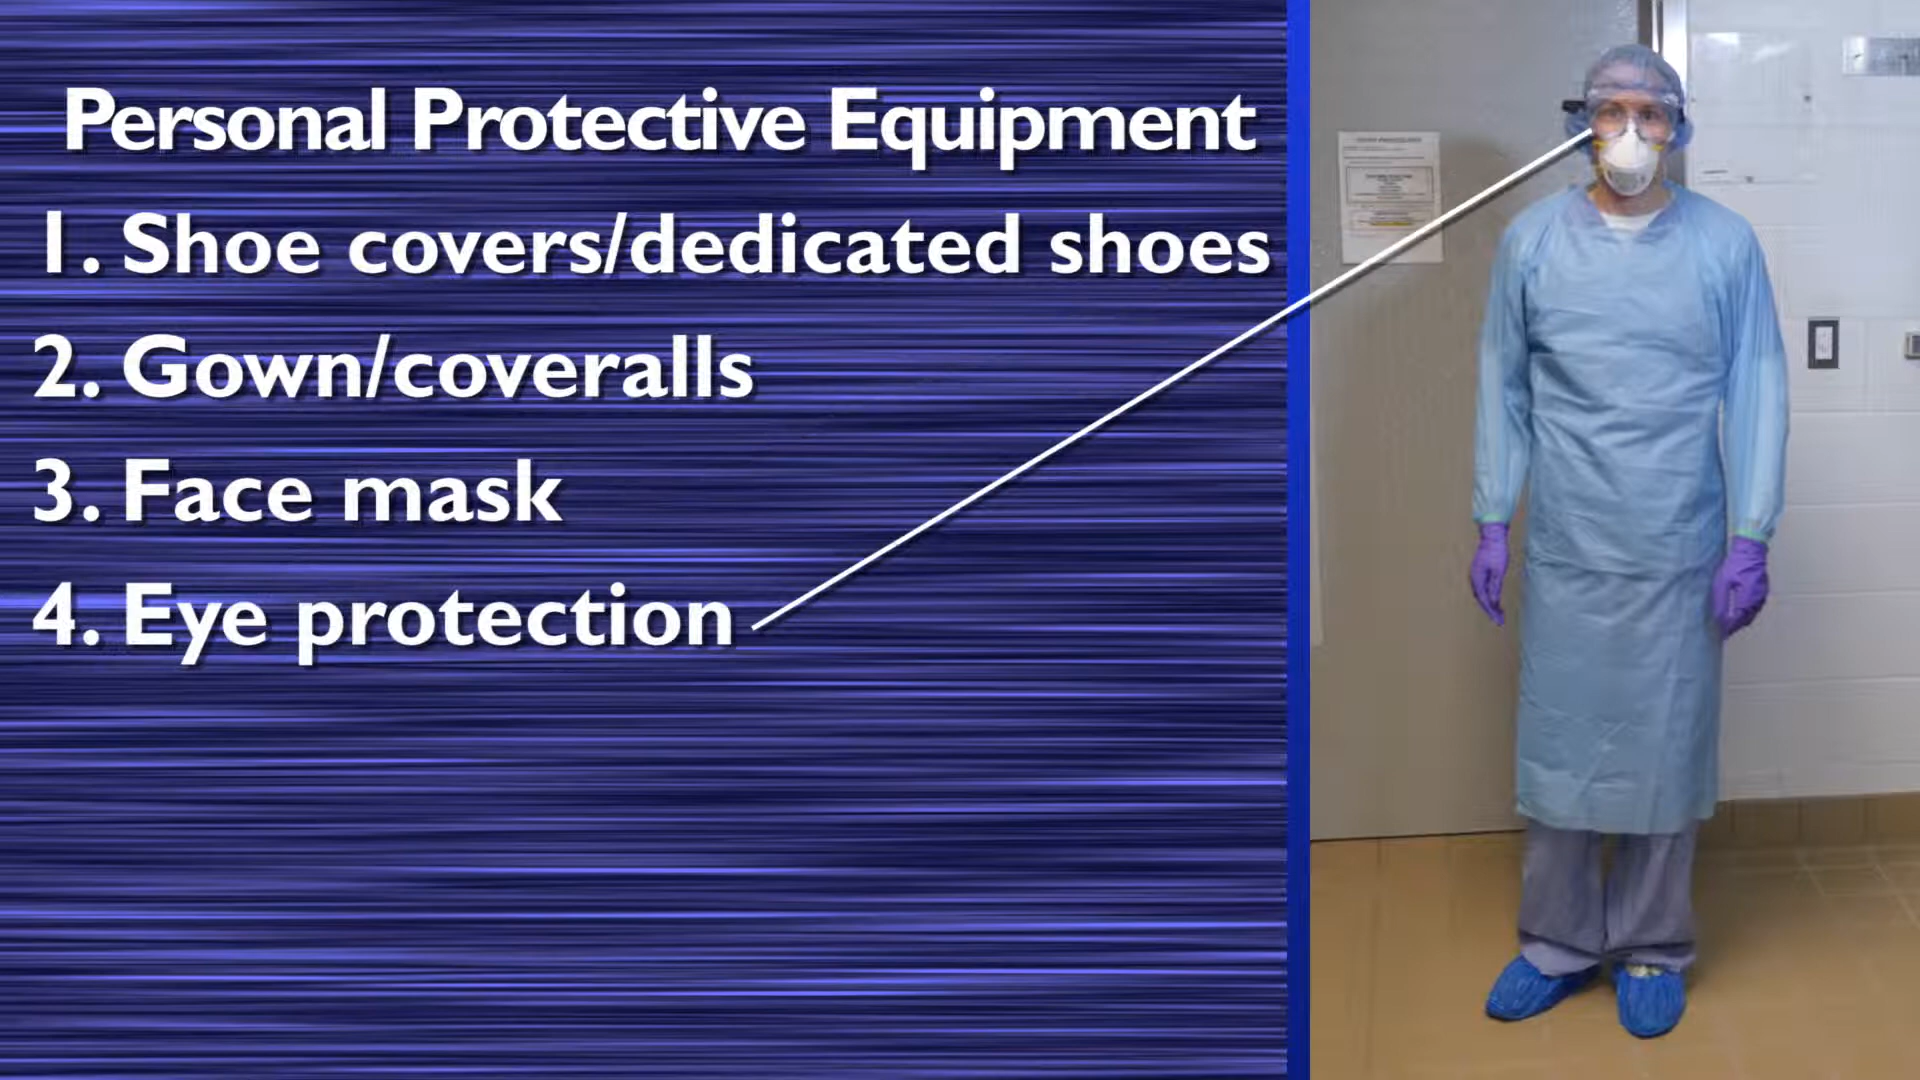 Personal Protective Equipment
1. Shoe covers/dedicated shoes
2. Gown/coveralls
3. Face mask
4. Eye protection